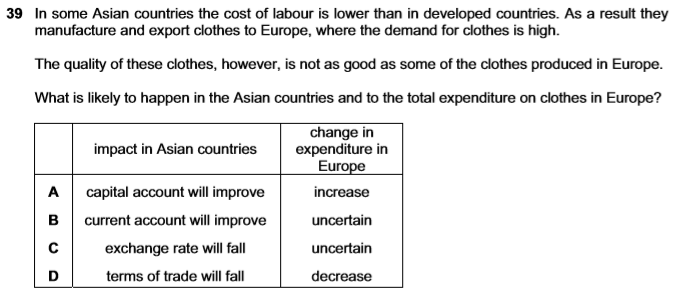 39 In some Asian countries the cost of labour is lower than in developed countries. As a result they
manufacture and export clothes to Europe, where the demand for clothes is high.
The quality of these clothes, however, is not as good as some of the clothes produced in Europe.
What is likely to happen in the Asian countries and to the total expenditure on clothes in Europe?
impact in Asian countries change in expenditure in Europe
A capital account will improve increase
B current account will improve uncertain
C exchange rate will fall uncertain
D terms of trade will fall decrease